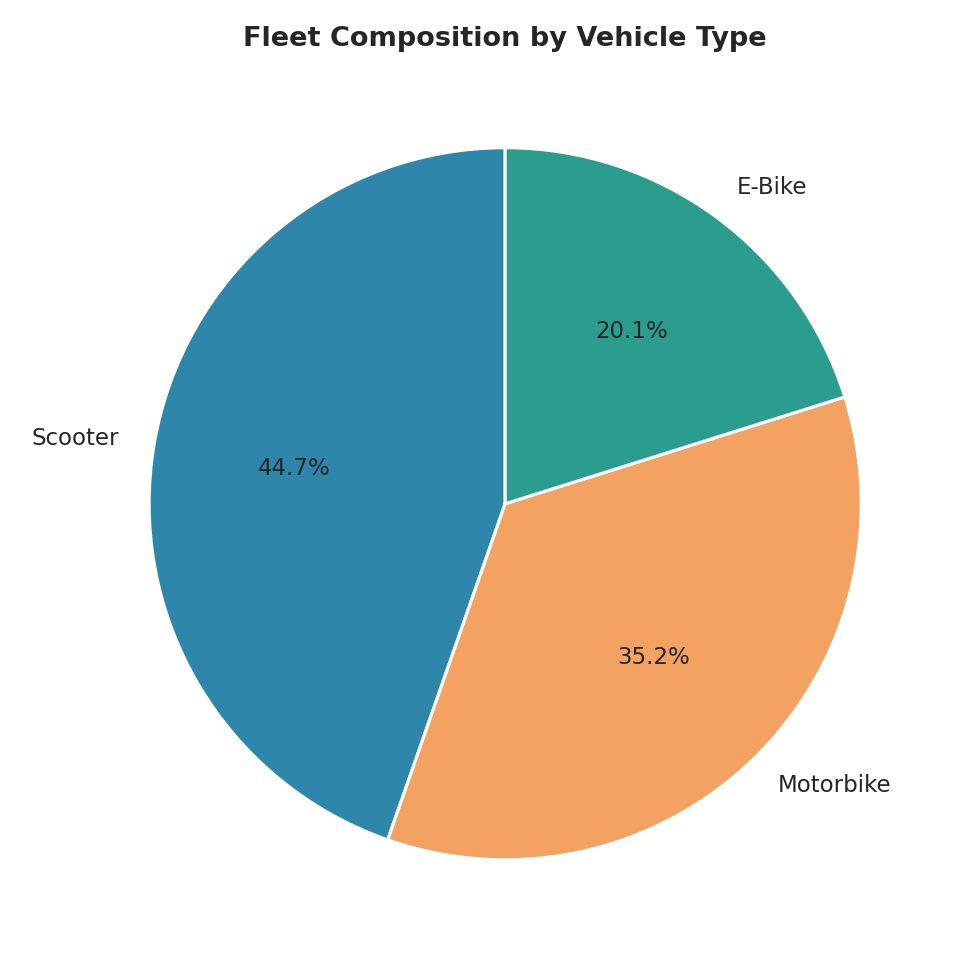 Fleet Composition by Vehicle Type
E-Bike
20.1%
Scooter
44.7%
35.2%
Motorbike